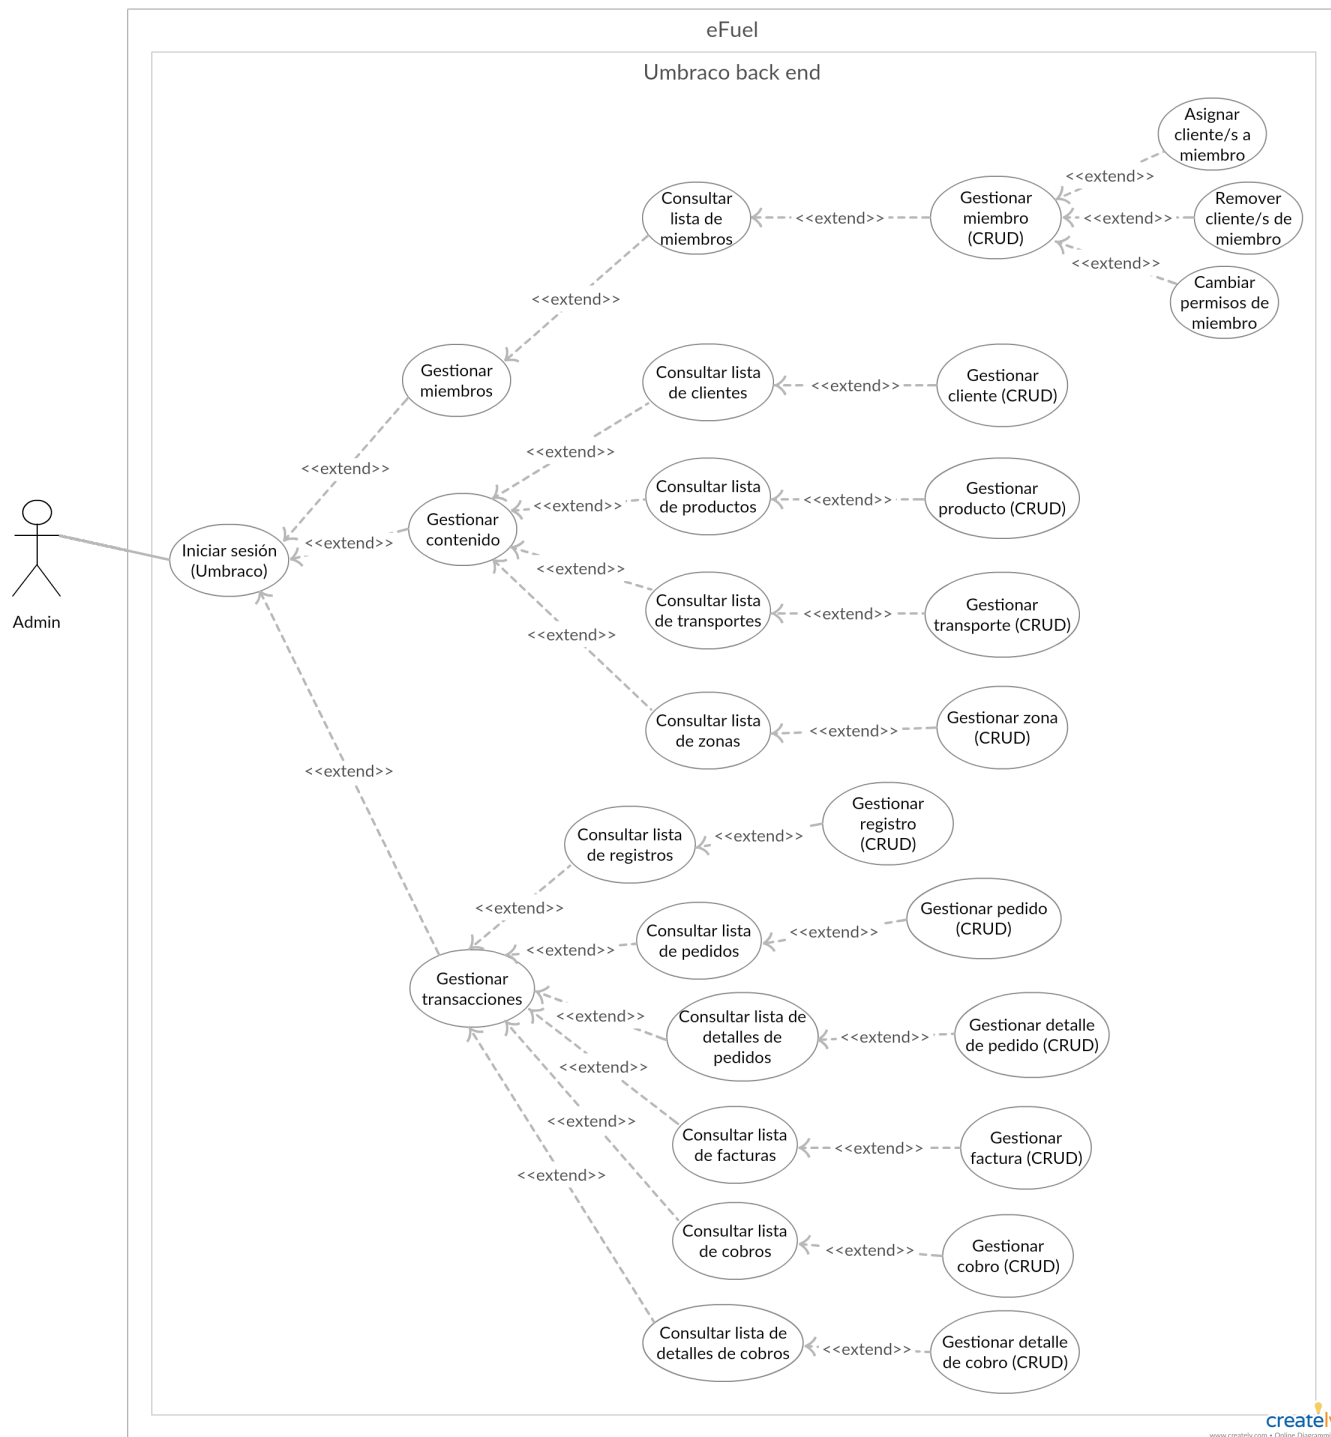 eFuel
Umbraco back end
Asignar
cliente/s a
miembro
<<extend>>
Consultar
lista de
miembros
<<extend>>
Gestionar
miembro
(CRUD)
<<extend>>
Remover
cliente/s de
miembro
<<extend>>
Cambiar
permisos de
miembro
<<extend>>
Gestionar
miembros
Consultar lista
de clientes
<<extend>>
Gestionar
cliente (CRUD)
<<extend>>
<<extend>>
Consultar lista
de productos
<<extend>>
Gestionar
producto (CRUD)
<<extend>>
Gestionar
contenido
<<extend>>
Iniciar sesión
(Umbraco)
Admin
<<extend>>
Consultar lista
de transportes
<<extend>>
Gestionar
transporte (CRUD)
<<extend>>
Consultar lista
de zonas
<<extend>>
Gestionar zona
(CRUD)
<<extend>>
Consultar lista
de registros
<<extend>>
Gestionar
registro
(CRUD)
<<extend>>
<<extend>>
Consultar lista
de pedidos
<<extend>>
Gestionar pedido
(CRUD)
Gestionar
transacciones
<<extend>>
Consultar lista de
detalles de
pedidos
<<extend>>
Gestionar detalle
de pedido (CRUD)
<<extend>>
<<extend>>
Consultar lista
de facturas
<<extend>>
Gestionar
factura (CRUD)
<<extend>>
Consultar lista
de cobros
<<extend>>
Gestionar
cobro (CRUD)
Consultar lista de
detalles de cobros
<<extend>>
Gestionar detalle
de cobro (CRUD)
creately
www.creately.com • Online Diagramming